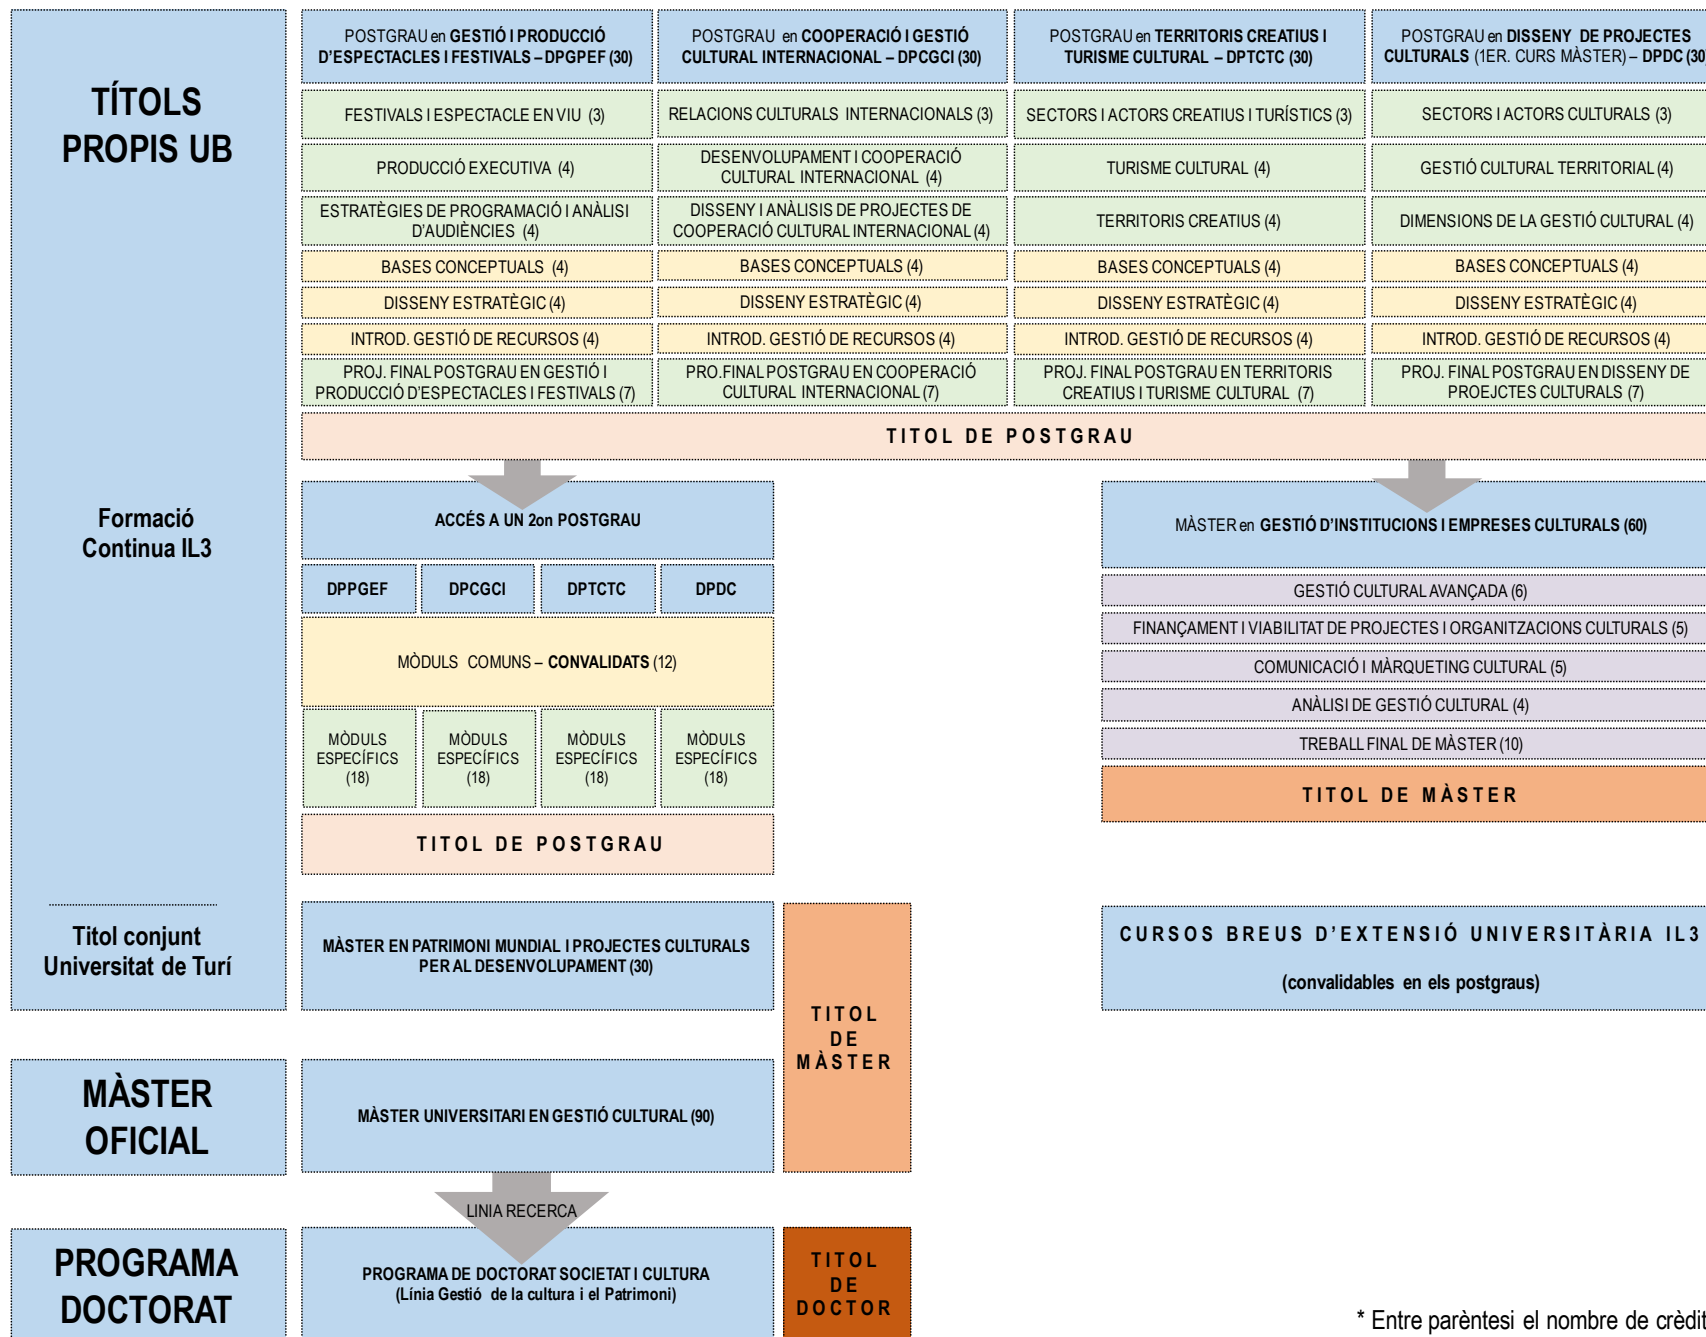 TÍTOLS
PROPIS UB
POSTGRAU en GESTIÓ I PRODUCCIÓ
D'ESPECTACLES I FESTIVALS – DPGPEF (30)
POSTGRAU en COOPERACIÓ I GESTIÓ
CULTURAL INTERNACIONAL – DPCGCI (30)
POSTGRAU en TERRITORIS CREATIUS I
TURISME CULTURAL – DPTCTC (30)
POSTGRAU en DISSENY DE PROJECTES
CULTURALS (1ER. CURS MÀSTER) – DPDC (30)
FESTIVALS I ESPECTACLE EN VIU (3)
RELACIONS CULTURALS INTERNACIONALS (3)
SECTORS I ACTORS CREATIUS I TURÍSTICS (3)
SECTORS I ACTORS CULTURALS (3)
PRODUCCIÓ EXECUTIVA (4)
DESENVOLUPAMENT I COOPERACIÓ
CULTURAL INTERNACIONAL (4)
TURISME CULTURAL (4)
GESTIÓ CULTURAL TERRITORIAL (4)
ESTRATÈGIES DE PROGRAMACIÓ I ANÀLISI
D'AUDIÈNCIES (4)
DISSENY I ANÀLISIS DE PROJECTES DE
COOPERACIÓ CULTURAL INTERNACIONAL (4)
TERRITORIS CREATIUS (4)
DIMENSIONS DE LA GESTIÓ CULTURAL (4)
BASES CONCEPTUALS (4)
BASES CONCEPTUALS (4)
BASES CONCEPTUALS (4)
BASES CONCEPTUALS (4)
DISSENY ESTRATÈGIC (4)
DISSENY ESTRATÈGIC (4)
DISSENY ESTRATÈGIC (4)
DISSENY ESTRATÈGIC (4)
INTROD. GESTIÓ DE RECURSOS (4)
INTROD. GESTIÓ DE RECURSOS (4)
INTROD. GESTIÓ DE RECURSOS (4)
INTROD. GESTIÓ DE RECURSOS (4)
PROJ. FINAL POSTGRAU EN GESTIÓ I
PRODUCCIÓ D'ESPECTACLES I FESTIVALS (7)
PRO.FINAL POSTGRAU EN COOPERACIÓ
CULTURAL INTERNACIONAL (7)
PROJ. FINAL POSTGRAU EN TERRITORIS
CREATIUS I TURISME CULTURAL (7)
PROJ. FINAL POSTGRAU EN DISSENY DE
PROEJCTES CULTURALS (7)
TITOL DE POSTGRAU
Formació
Continua IL3
ACCÉS A UN 2on POSTGRAU
DPPGEF
DPCGCI
DPTCTC
DPDC
MÒDULS COMUNS – CONVALIDATS (12)
MÒDULS
ESPECÍFICS
(18)
MÒDULS
ESPECÍFICS
(18)
MÒDULS
ESPECÍFICS
(18)
MÒDULS
ESPECÍFICS
(18)
TITOL DE POSTGRAU
MÀSTER en GESTIÓ D'INSTITUCIONS I EMPRESES CULTURALS (60)
GESTIÓ CULTURAL AVANÇADA (6)
FINANÇAMENT I VIABILITAT DE PROJECTES I ORGANITZACIONS CULTURALS (5)
COMUNICACIÓ I MÀRQUETING CULTURAL (5)
ANÀLISI DE GESTIÓ CULTURAL (4)
TREBALL FINAL DE MÀSTER (10)
TITOL DE MÀSTER
Titol conjunt
Universitat de Turí
MÀSTER EN PATRIMONI MUNDIAL I PROJECTES CULTURALS
PER AL DESENVOLUPAMENT (30)
TITOL
DE
MÀSTER
CURSOS BREUS D'EXTENSIÓ UNIVERSITÀRIA IL3
(convalidables en els postgraus)
MÀSTER
OFICIAL
MÀSTER UNIVERSITARI EN GESTIÓ CULTURAL (90)
LINIA RECERCA
PROGRAMA
DOCTORAT
PROGRAMA DE DOCTORAT SOCIETAT I CULTURA
(Línia Gestió de la cultura i el Patrimoni)
TITOL
DE
DOCTOR
* Entre parèntesi el nombre de crèdit